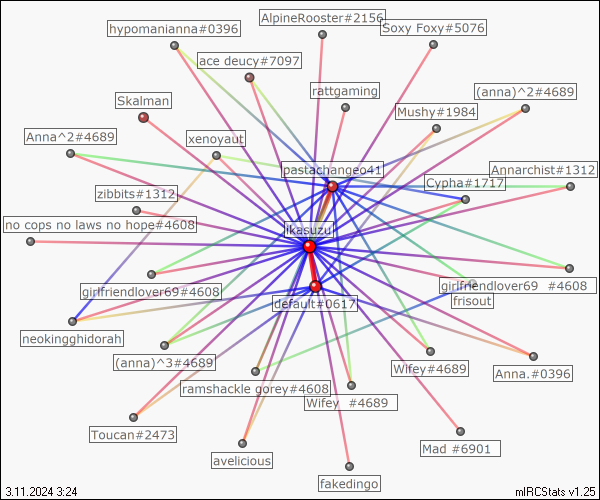 AlpineRooster#2156
hypomanianna#0396
Soxy Foxy#5076
ace deucy#7097
rattgaming
(anna)^2#4689
Skalman
Mushy#1984
Anna^2#4689
xenoyaut
pastachangeo41
Annarchist#1312
Cypha#1717
zibbits#1312
no cops no laws no hope#4608
likasuzu
girlfriendlover69#4608
girlfriendlover69 #4608
default#0617
frisout
neokingghidorah
(anna)^3#4689
Wifey#4689
Anna.#0396
ramshackle gorey#4608
Wifey #4689
Toucan#2473
Mad #6901
avelicious
fakedingo
3.11.2024 3:24
mIRCStats v1.25